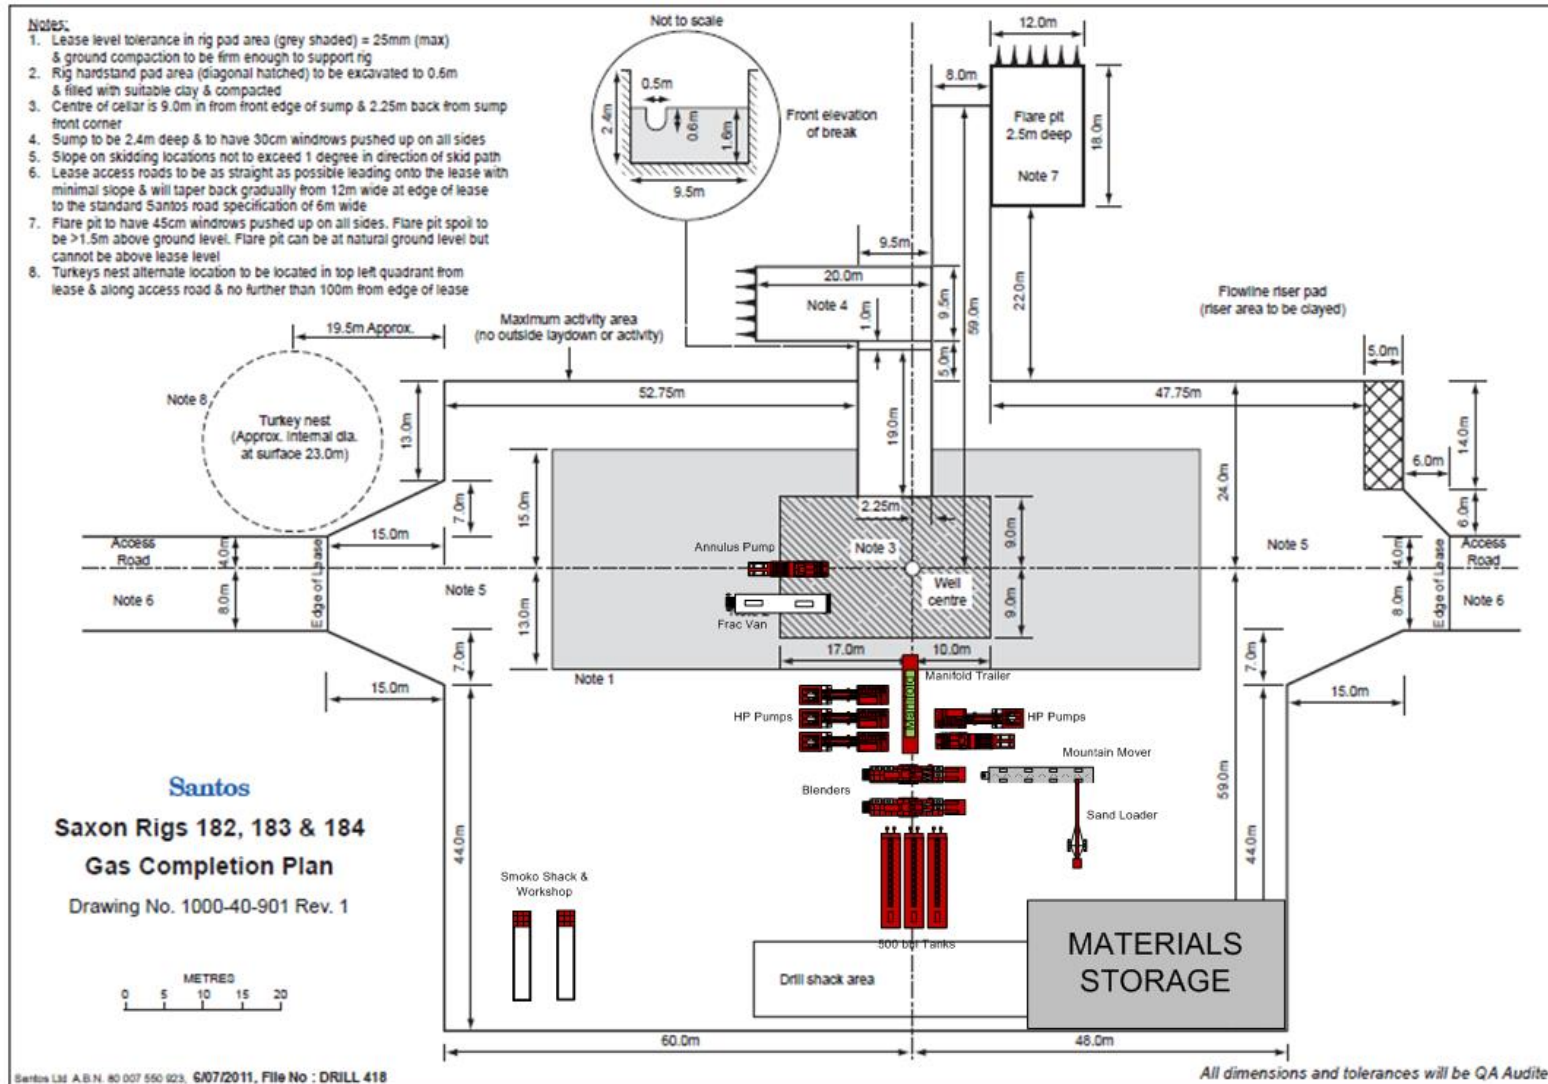 Notes:
1. Lease level tolerance in rig pad area (grey shaded) = 25mm (max)
& ground compaction to be firm enough to support rig
2. Rig hardstand pad area (diagonal hatched) to be excavated to 0.6m
& filled with suitable clay & compacted
3. Centre of cellar is 9.0m in from front edge of sump & 2.25m back from sump
front corner
4. Sump to be 2.4m deep & to have 30cm windrows pushed up on all sides
5. Slope on skidding locations not to exceed 1 degree in direction of skid path
6. Lease access roads to be as straight as possible leading onto the lease with
minimal slope & will taper back gradually from 12m wide at edge of lease
to the standard Santos road specification of 6m wide
7. Flare pit to have 45cm windrows pushed up on all sides. Flare pit spoil to
be >1.5m above ground level. Flare pit can be at natural ground level but
cannot be above lease level
8. Turkeys nest alternate location to be located in top left quadrant from
lease & along access road & no further than 100m from edge of lease
Not to scale
0.5m
2.4m
0.6m
1.6m
9.5m
Front elevation
of break
12.0m
8.0m
Flare pit
2.5m deep
Note 7
18.0m
22.0m
59.0m
9.5m
20.0m
Note 4
1.0m
9.5m
5.0m
19.0m
Flowline riser pad
(riser area to be clayed)
5.0m
47.75m
14.0m
6.0m
6.0m
24.0m
19.5m Approx.
Maximum activity area
(no outside laydown or activity)
52.75m
Note 8
Turkey nest
(Approx. internal dia.
at surface 23.0m)
13.0m
7.0m
15.0m
15.0m
2.25m
9.0m
Annulus Pump
Note 3
Well
centre
9.0m
Frac Van
13.0m
17.0m
10.0m
Note 1
Access
Road
4.0m
8.0m
Note 6
Edge of Lease
Note 5
7.0m
15.0m
Note 5
4.0m
8.0m
Edge of Lease
Access
Road
Note 6
7.0m
15.0m
Manifold Trailer
Manifold
HP Pumps
HP Pumps
Mountain Mover
Blenders
Sand Loader
59.0m
44.0m
44.0m
Smoko Shack &
Workshop
500 bbl Tanks
Drill shack area
MATERIALS
STORAGE
60.0m
48.0m
Santos
Saxon Rigs 182, 183 & 184
Gas Completion Plan
Drawing No. 1000-40-901 Rev. 1
METRES
0 5 10 15 20
Santos Ltd A.B.N. 80 007 550 923, 6/07/2011, File No : DRILL 418
All dimensions and tolerances will be QA Audite